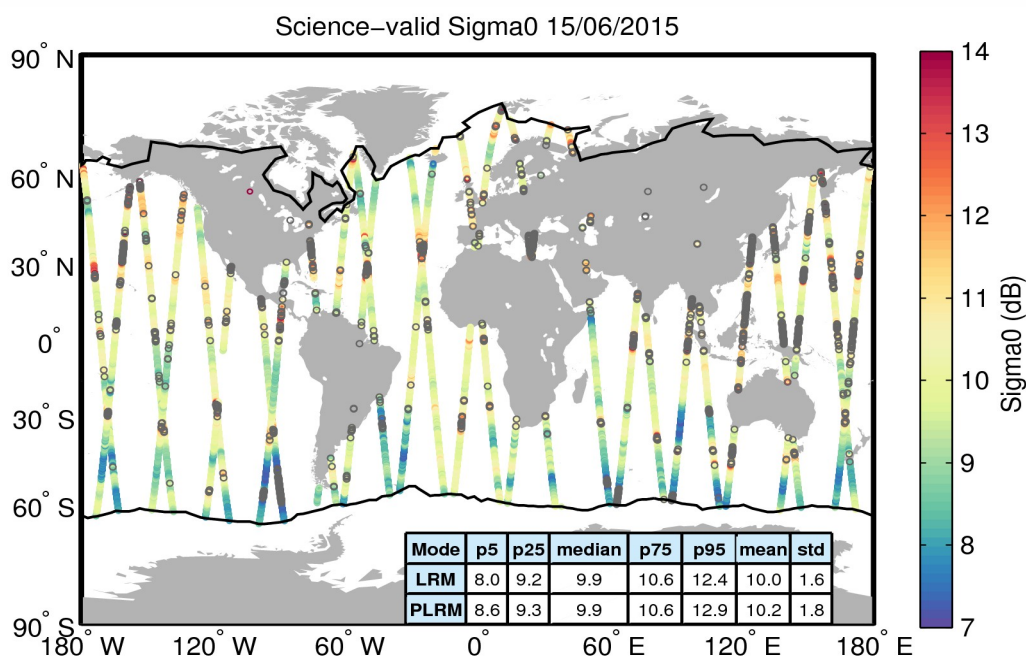 Science−valid Sigma0 15/06/2015
90° N
60° N
30° N
0°
30° S
60° S
90° S
180° W 120° W 60° W 0° 60° E 120° E 180° E
14
13
12
11
10
9
8
7
Sigma0 (dB)
Mode p5 p25 median p75 p95 mean std
LRM 8.0 9.2 9.9 10.6 12.4 10.0 1.6
PLRM 8.6 9.3 9.9 10.6 12.9 10.2 1.8